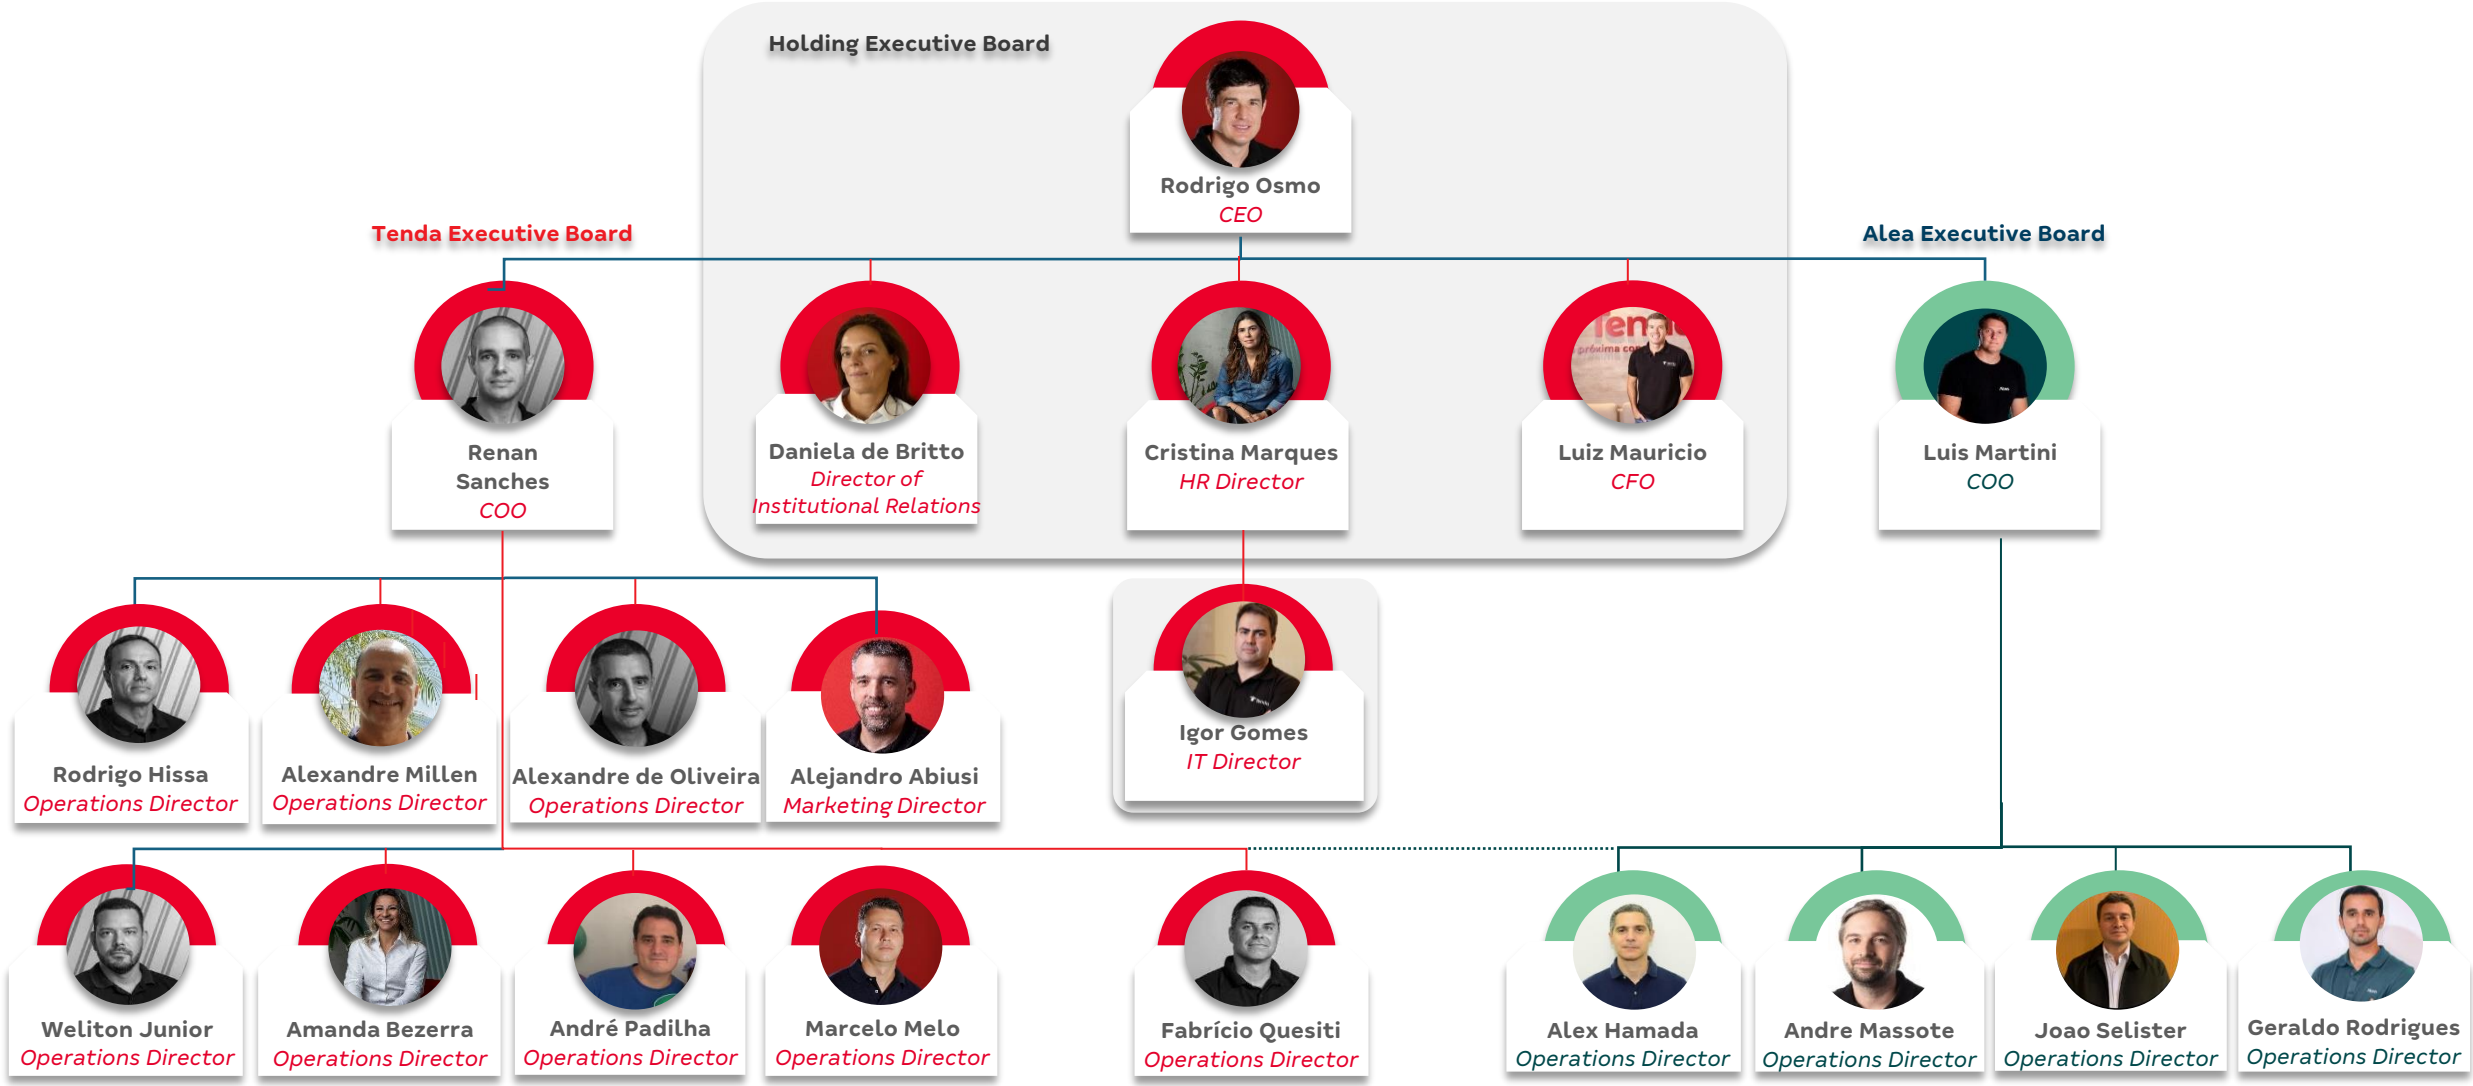 Holding Executive Board
Rodrigo Osmo
CEO
Tenda Executive Board
Alea Executive Board
Renan
Sanches
COO
Daniela de Britto
Director of
Institutional Relations
Cristina Marques
HR Director
Luiz Mauricio
CFO
Luis Martini
COO
Rodrigo Hissa
Operations Director
Alexandre Millen
Operations Director
Alexandre de Oliveira
Operations Director
Alejandro Abiusi
Marketing Director
Igor Gomes
IT Director
Weliton Junior
Operations Director
Amanda Bezerra
Operations Director
André Padilha
Operations Director
Marcelo Melo
Operations Director
Fabrício Quesiti
Operations Director
Alex Hamada
Operations Director
Andre Massote
Operations Director
Joao Selister
Operations Director
Geraldo Rodrigues
Operations Director